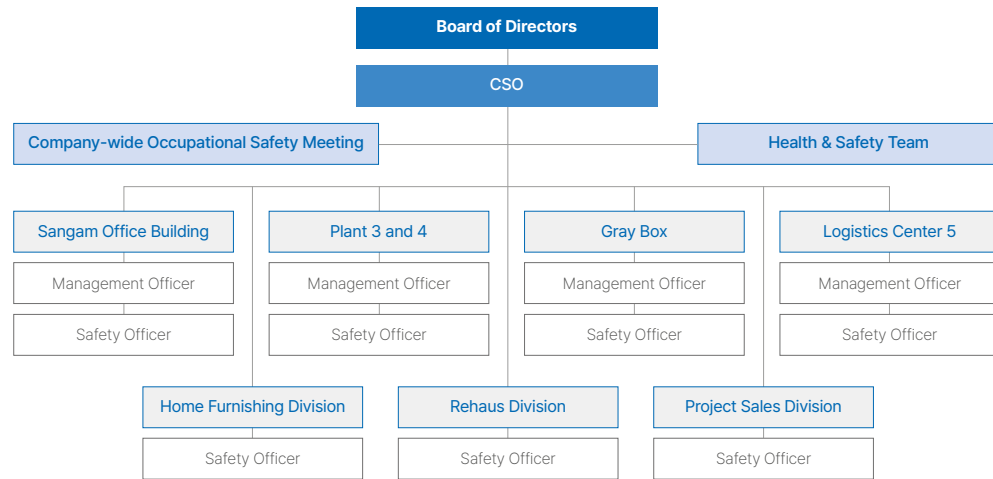 Board of Directors
CSO
Company-wide Occupational Safety Meeting
Health & Safety Team
Sangam Office Building
Plant 3 and 4
Gray Box
Logistics Center 5
Management Officer
Management Officer
Management Officer
Management Officer
Safety Officer
Safety Officer
Safety Officer
Safety Officer
Home Furnishing Division
Rehaus Division
Project Sales Division
Safety Officer
Safety Officer
Safety Officer